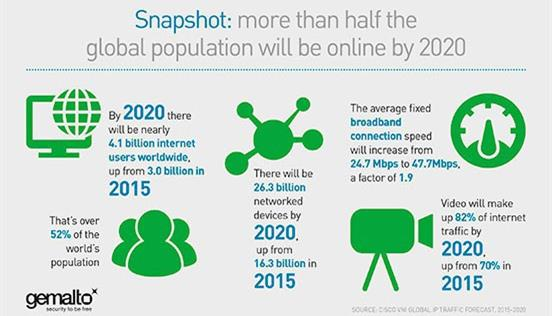 Snapshot: more than half the
global population will be online by 2020
By 2020 there
will be nearly
4.1 billion internet
users worldwide,
up from 3.0 billion in
2015
That's over
52% of the
world's
population
There will be
26.3 billion
networked
devices by
2020,
up from
16.3 billion in
2015
The average fixed
broadband
connection speed
will increase from
24.7 Mbps to 47.7Mbps,
a factor of 1.9
Video will make
up 82% of internet
traffic by
2020,
up from 70% in
2015
gemalto
security to be free
SOURCE: CISCO VNI GLOBAL IP TRAFFIC FORECAST, 2015-2020